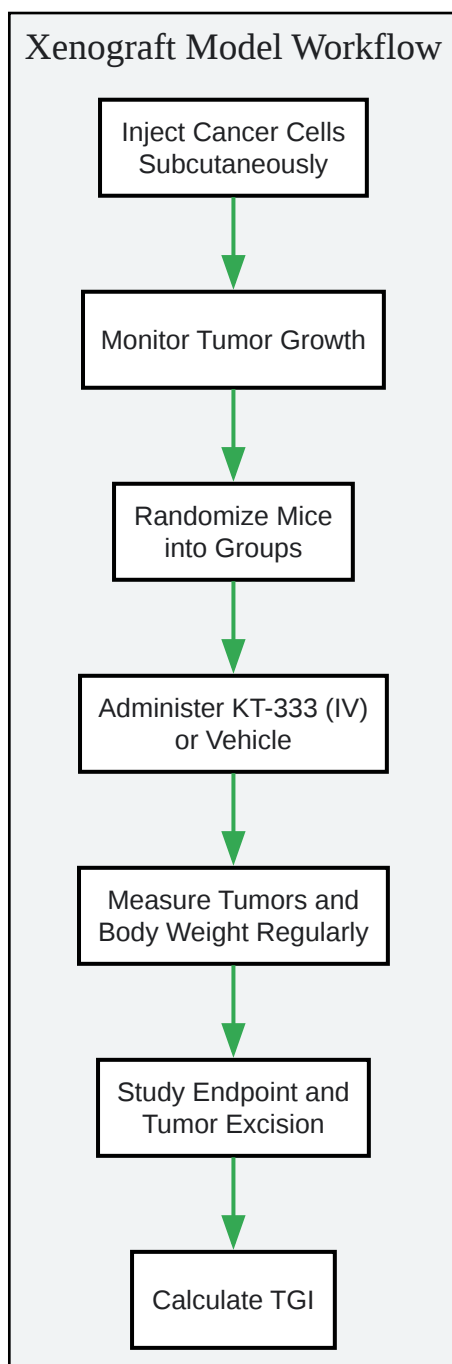 Xenograft Model Workflow
Inject Cancer Cells
Subcutaneously
Monitor Tumor Growth
Randomize Mice
into Groups
Administer KT-333 (IV)
or Vehicle
Measure Tumors and
Body Weight Regularly
Study Endpoint and
Tumor Excision
Calculate TGI